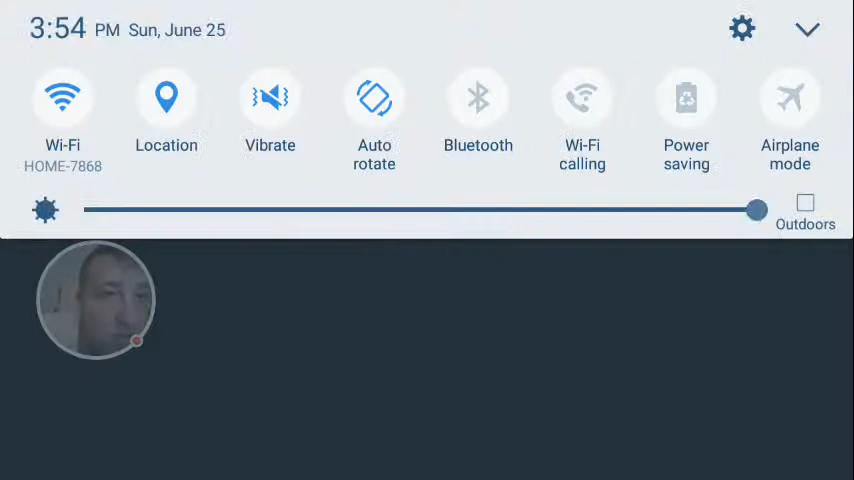 3:54 PM Sun, June 25
Wi-Fi
HOME-7868
Location
Vibrate
Auto
rotate
Bluetooth
Wi-Fi
calling
Power
saving
Airplane
mode
Outdoors